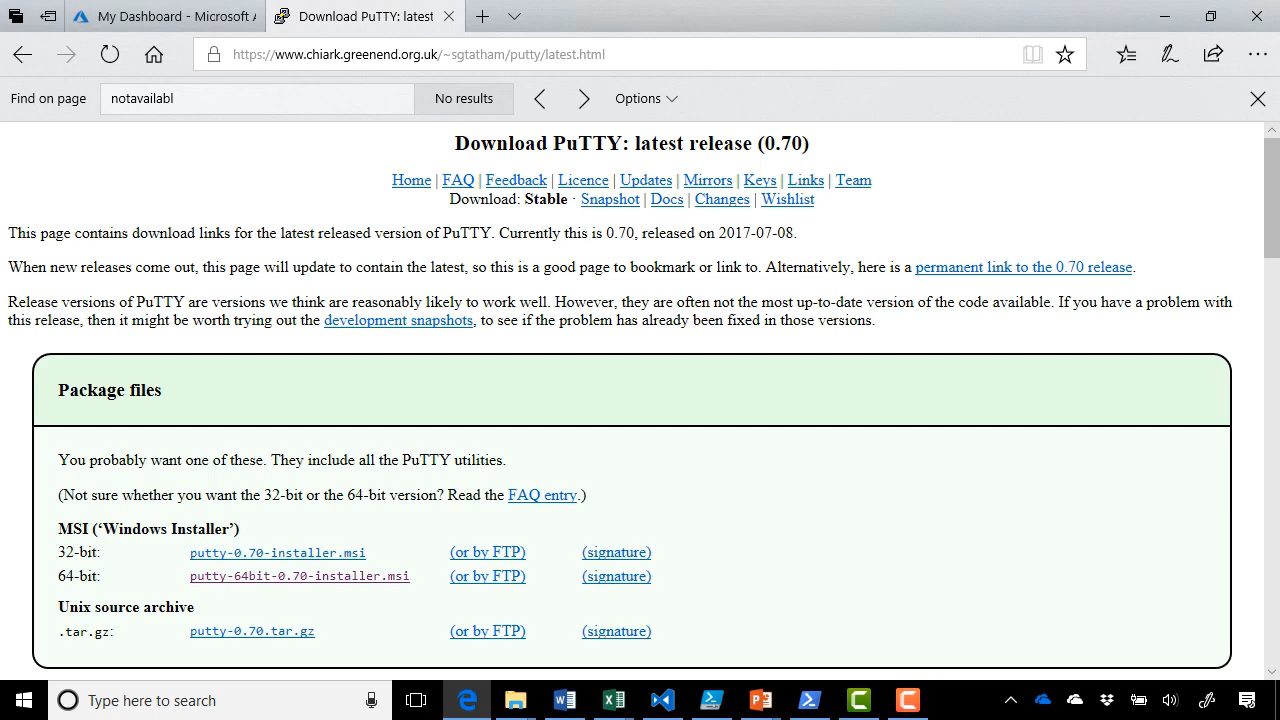 My Dashboard - Microsoft A
Download PuTTY: latest
https://www.chiark.greenend.org.uk/~sgtatham/putty/latest.html
Find on page
notavailabl
No results
Options
Download PuTTY: latest release (0.70)
Home | FAQ | Feedback | Licence | Updates | Mirrors | Keys | Links | Team
Download: Stable · Snapshot | Docs | Changes | Wishlist
This page contains download links for the latest released version of PuTTY. Currently this is 0.70, released on 2017-07-08.
When new releases come out, this page will update to contain the latest, so this is a good page to bookmark or link to. Alternatively, here is a permanent link to the 0.70 release.
Release versions of PuTTY are versions we think are reasonably likely to work well. However, they are often not the most up-to-date version of the code available. If you have a problem with
this release, then it might be worth trying out the development snapshots, to see if the problem has already been fixed in those versions.
Package files
You probably want one of these. They include all the PuTTY utilities.
(Not sure whether you want the 32-bit or the 64-bit version? Read the FAQ entry.)
MSI (‘Windows Installer’)
32-bit: putty-0.70-installer.msi (or by FTP) (signature)
64-bit: putty-64bit-0.70-installer.msi (or by FTP) (signature)
Unix source archive
.tar.gz: putty-0.70.tar.gz (or by FTP) (signature)
Type here to search